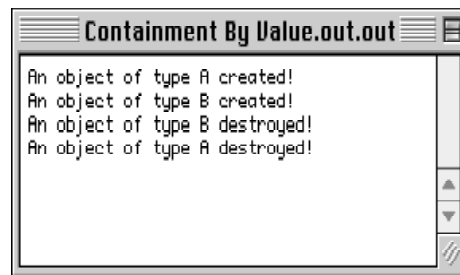 Containment By Value.out.out
An object of type A created!
An object of type B created!
An object of type B destroyed!
An object of type A destroyed!